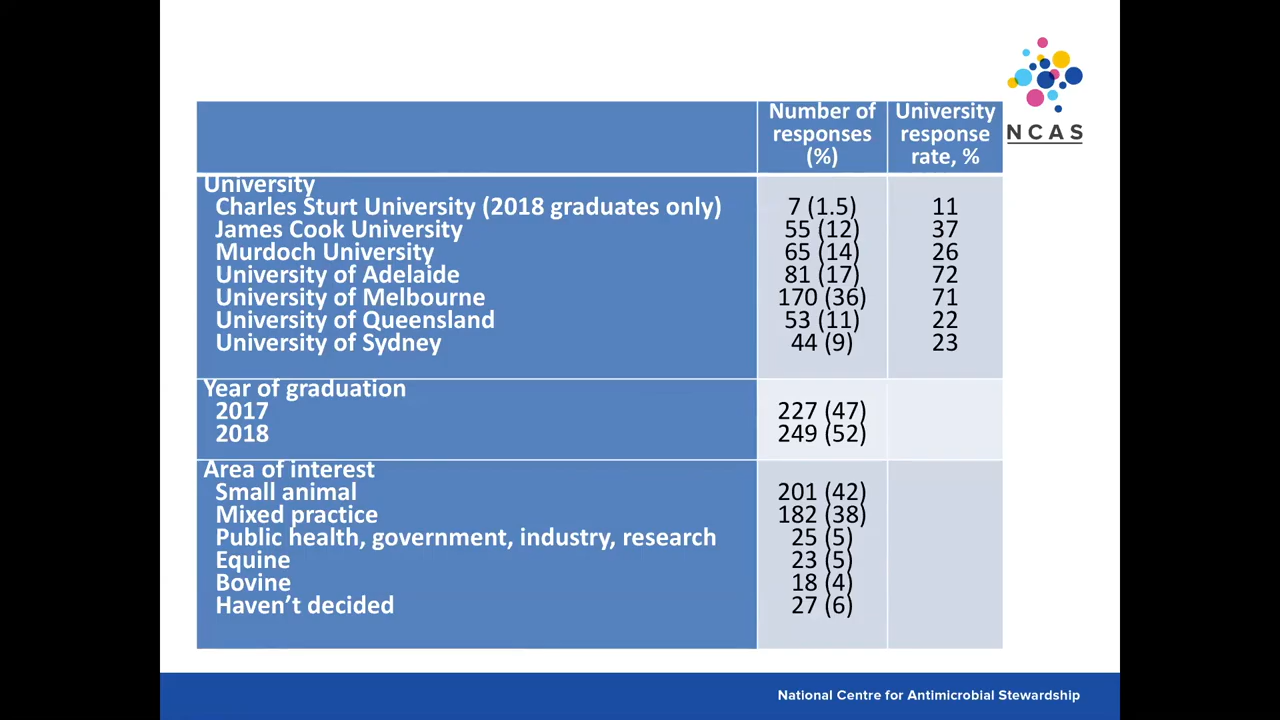 NCAS
Number of responses (%) University response rate, %
University
Charles Sturt University (2018 graduates only) 7 (1.5) 11
James Cook University 55 (12) 37
Murdoch University 65 (14) 26
University of Adelaide 81 (17) 72
University of Melbourne 170 (36) 71
University of Queensland 53 (11) 22
University of Sydney 44 (9) 23
Year of graduation
2017 227 (47)
2018 249 (52)
Area of interest
Small animal 201 (42)
Mixed practice 182 (38)
Public health, government, industry, research 25 (5)
Equine 23 (5)
Bovine 18 (4)
Haven’t decided 27 (6)
National Centre for Antimicrobial Stewardship